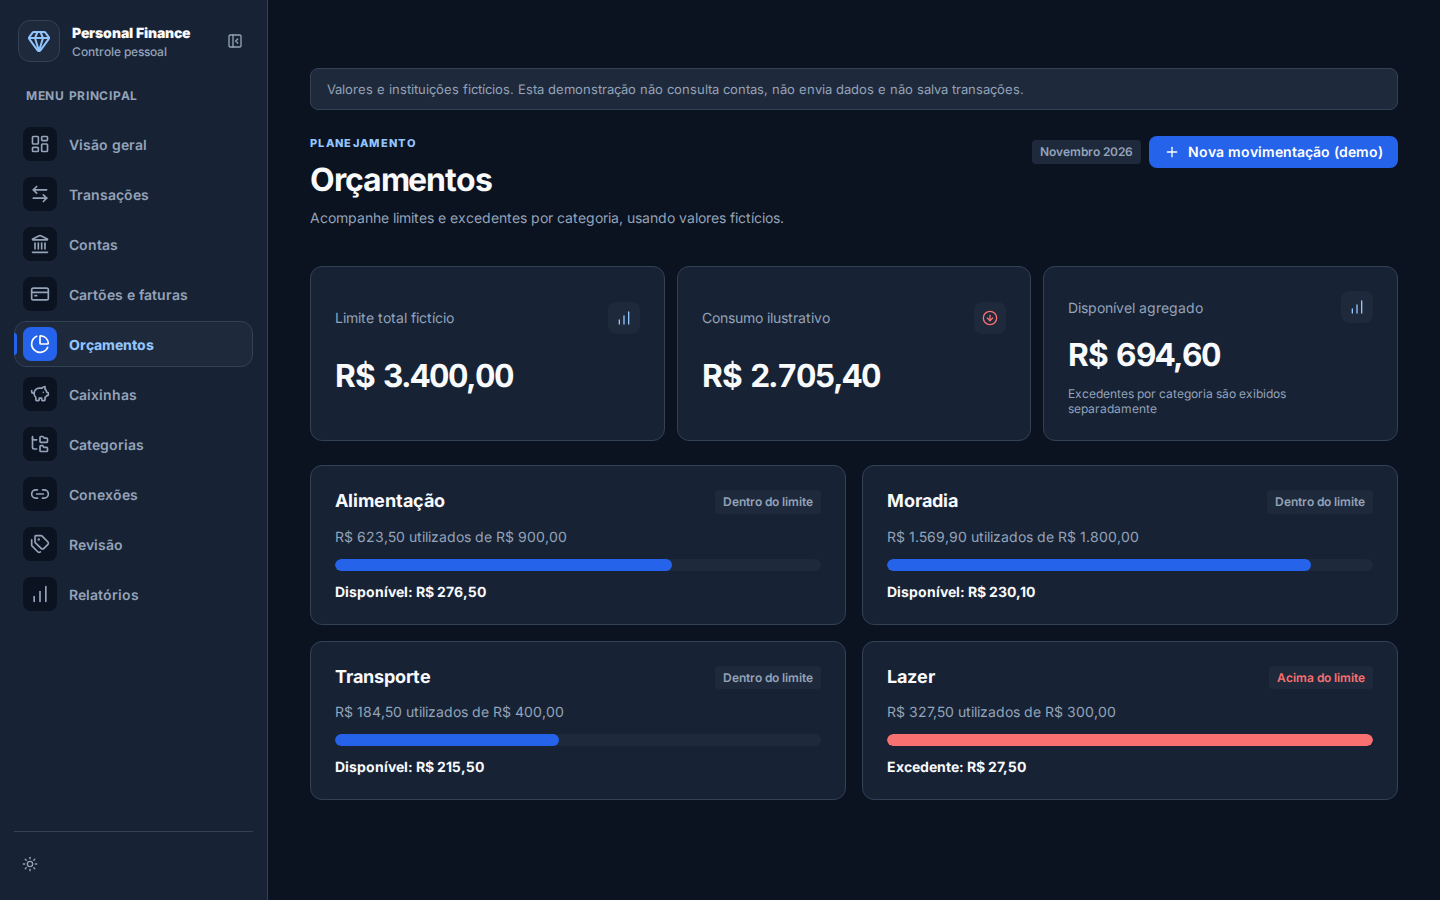 Personal Finance
Controle pessoal
MENU PRINCIPAL
Visão geral
Transações
Contas
Cartões e faturas
Orçamentos
Caixinhas
Categorias
Conexões
Revisão
Relatórios
Valores e instituições fictícios. Esta demonstração não consulta contas, não envia dados e não salva transações.
PLANEJAMENTO
Orçamentos
Acompanhe limites e excedentes por categoria, usando valores fictícios.
Novembro 2026
Nova movimentação (demo)
Limite total fictício
R$ 3.400,00
Consumo ilustrativo
R$ 2.705,40
Disponível agregado
R$ 694,60
Excedentes por categoria são exibidos
separadamente
Alimentação
Dentro do limite
R$ 623,50 utilizados de R$ 900,00
Disponível: R$ 276,50
Moradia
Dentro do limite
R$ 1.569,90 utilizados de R$ 1.800,00
Disponível: R$ 230,10
Transporte
Dentro do limite
R$ 184,50 utilizados de R$ 400,00
Disponível: R$ 215,50
Lazer
Acima do limite
R$ 327,50 utilizados de R$ 300,00
Excedente: R$ 27,50